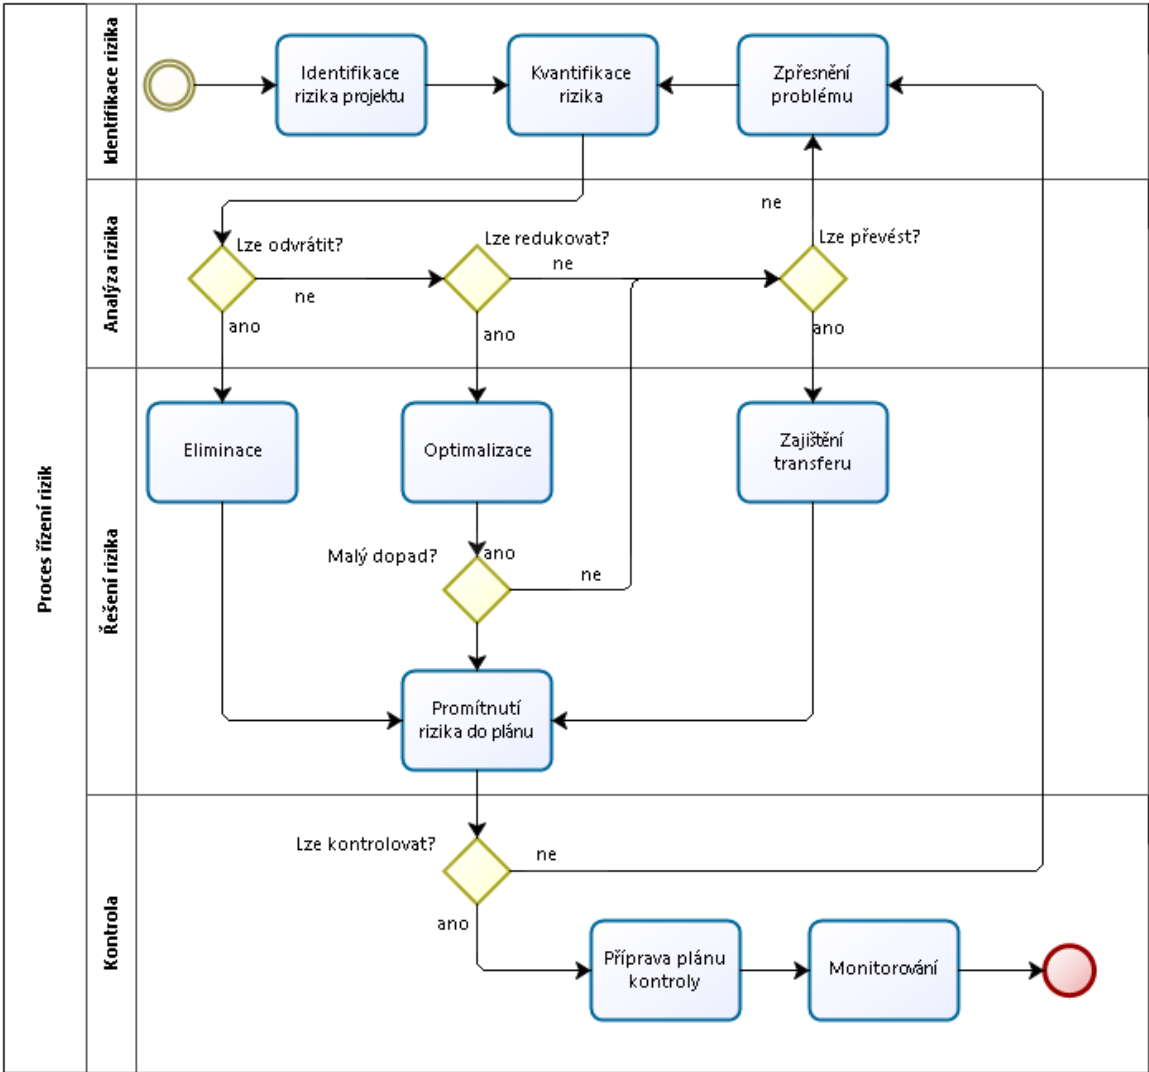 Proces řízení rizik
Identifikace rizika
Identifikace
rizika projektu
Kvantifikace
rizika
Zpřesnění
problému
Analýza rizika
Lze odvrátit?
ne
ano
Lze redukovat?
ne
ano
ne
Lze převést?
ano
Řešení rizika
Eliminace
Optimalizace
Zajištění
transferu
Malý dopad?
ano
ne
Promítnutí
rizika do plánu
Kontrola
Lze kontrolovat?
ne
ano
Příprava plánu
kontroly
Monitorování